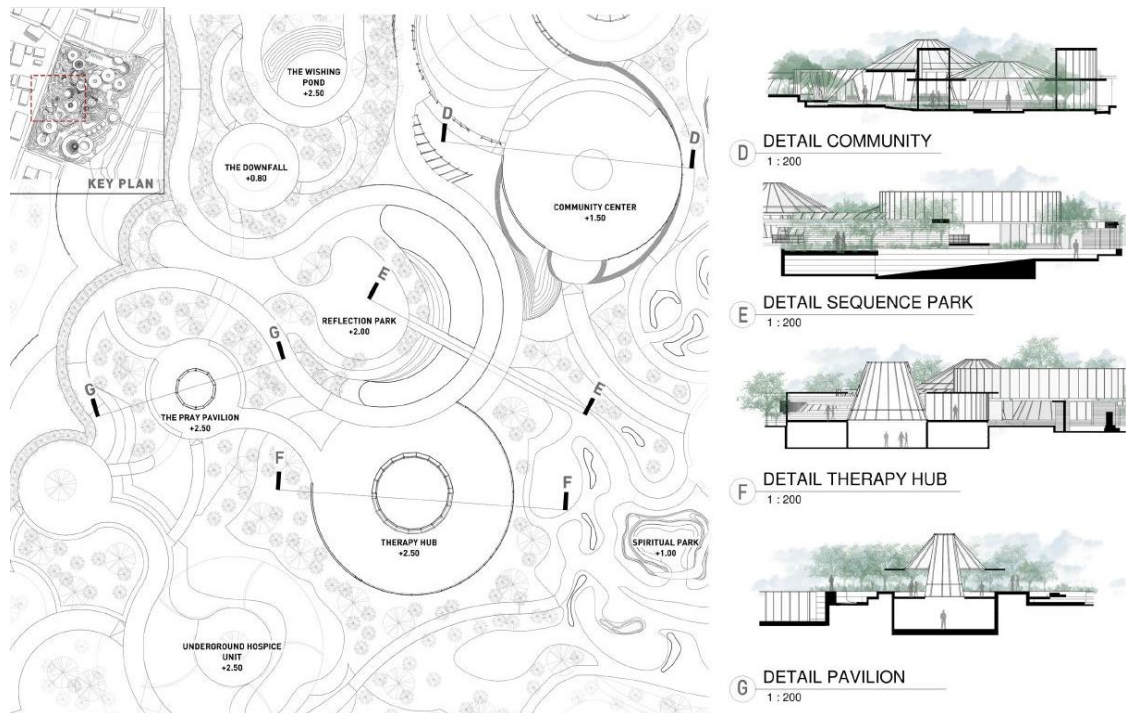 KEY PLAN
THE WISHING
POND
+2.50
THE DOWNFALL
+0.80
D
D
COMMUNITY CENTER
+1.50
E
REFLECTION PARK
+2.00
G
G
THE PRAY PAVILION
+2.50
E
F
F
THERAPY HUB
+2.50
SPIRITUAL PARK
+1.00
UNDERGROUND HOSPICE
UNIT
+2.50
D DETAIL COMMUNITY
1 : 200
E DETAIL SEQUENCE PARK
1 : 200
F DETAIL THERAPY HUB
1 : 200
G DETAIL PAVILION
1 : 200